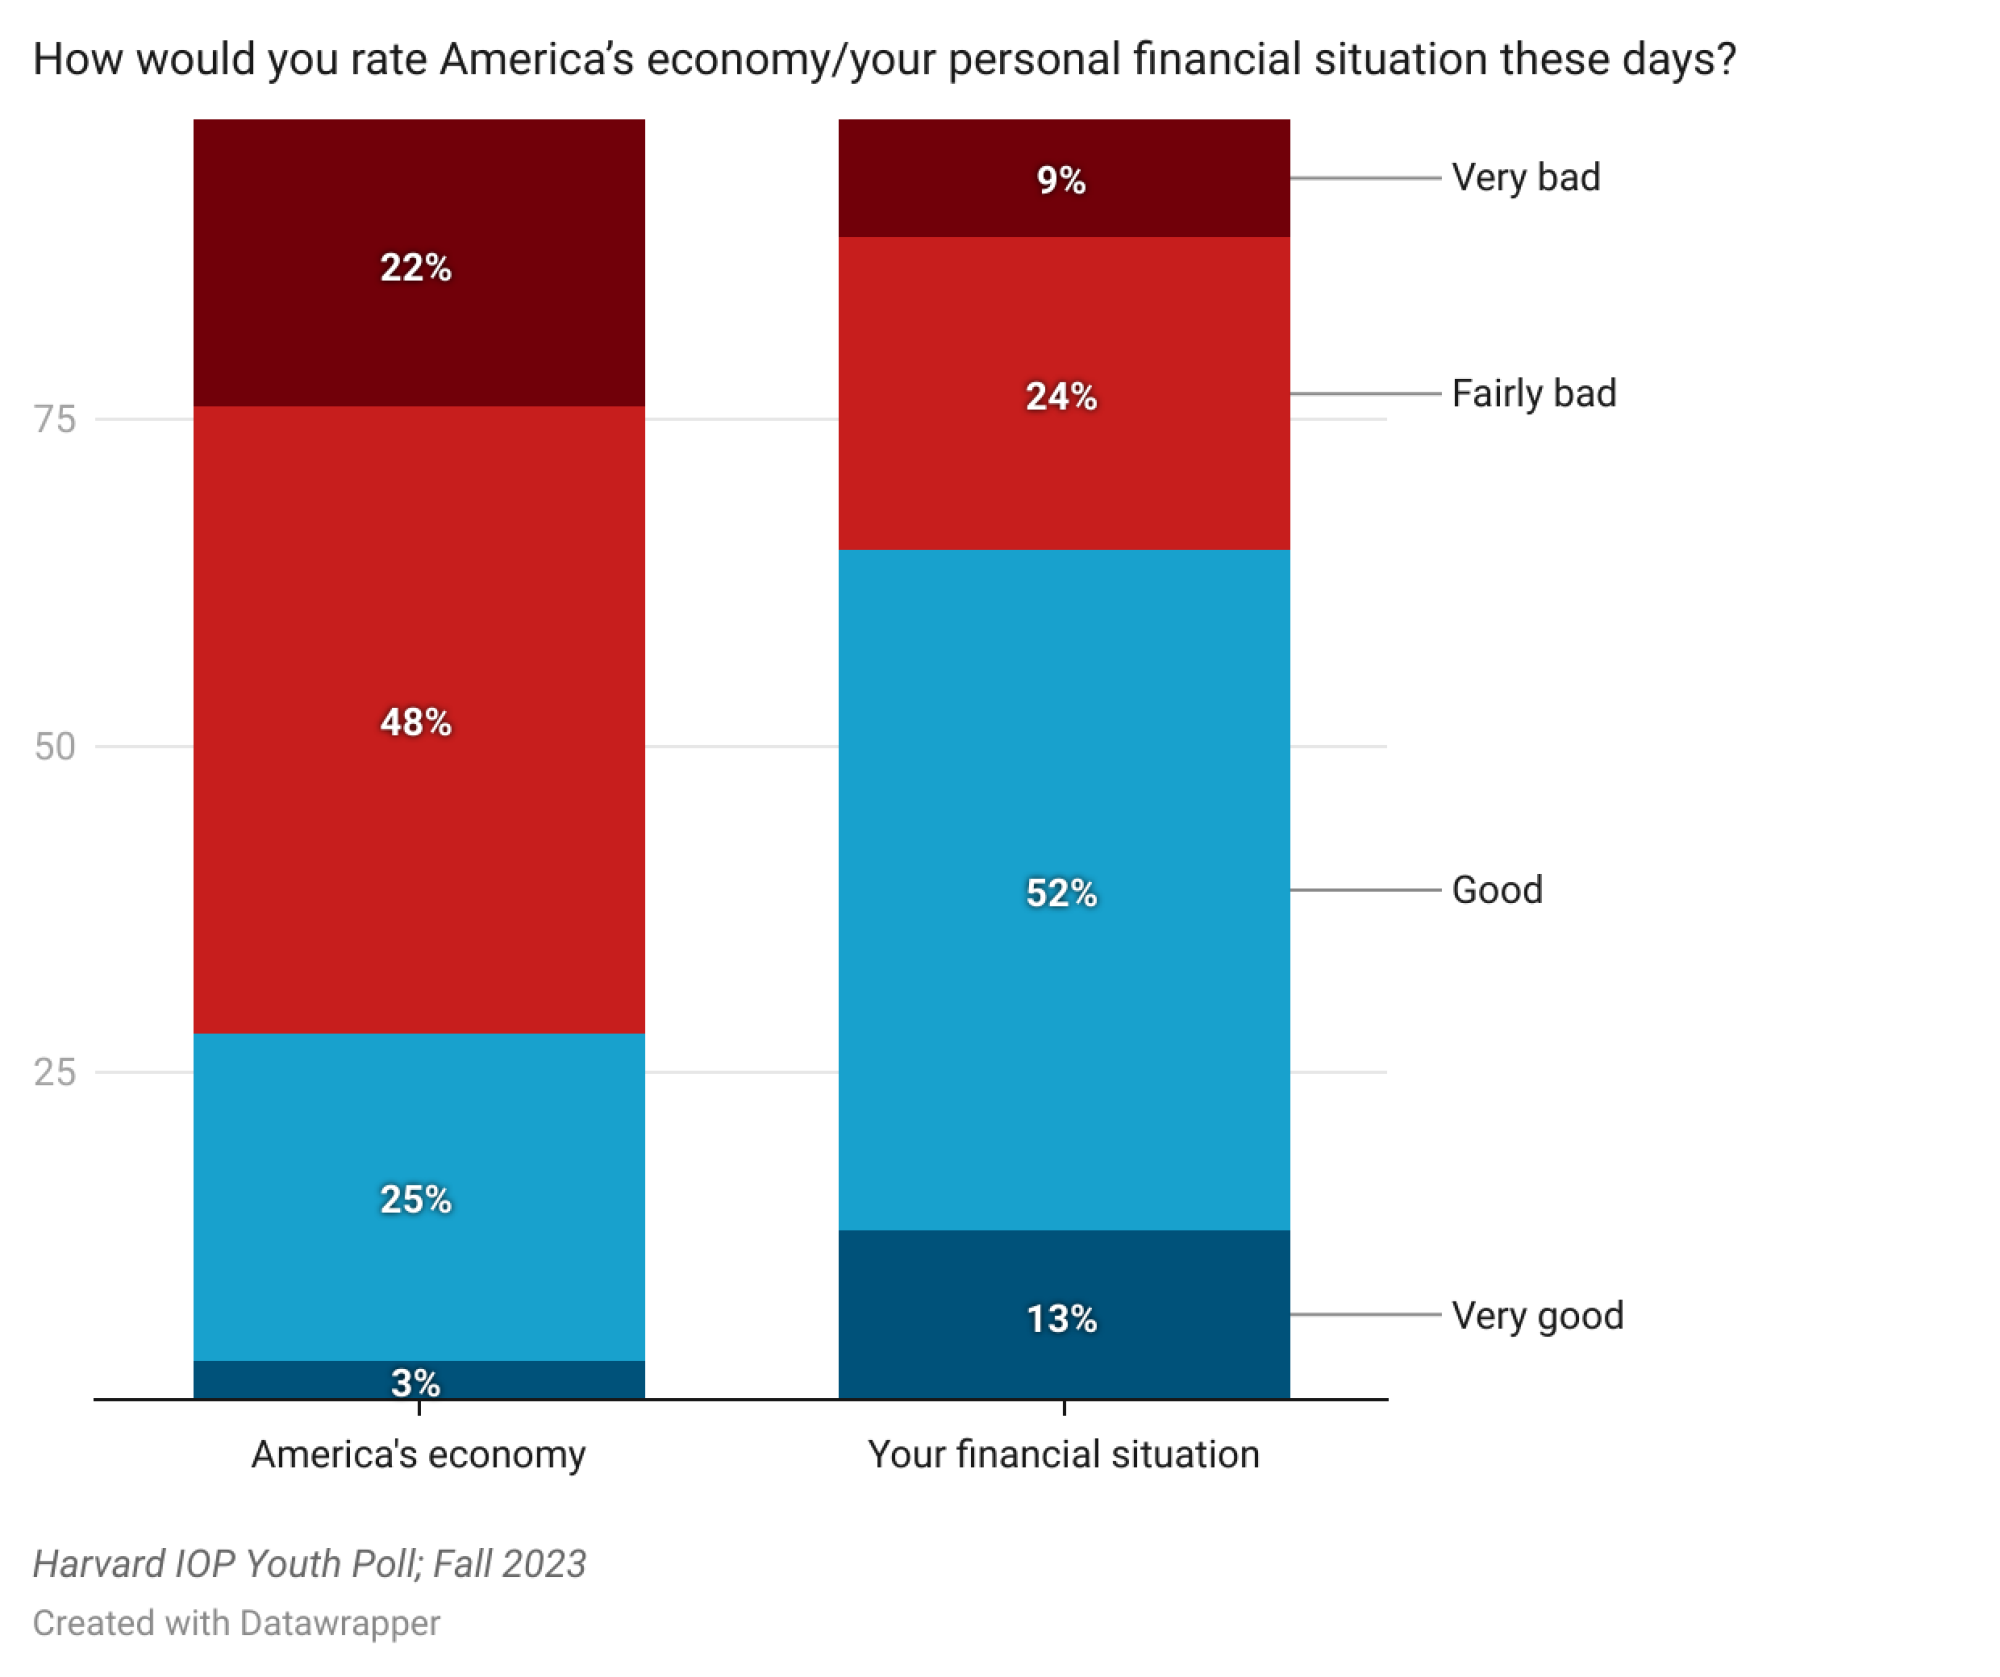 How would you rate America’s economy/your personal financial situation these days?
9%
Very bad
22%
24%
Fairly bad
75
48%
50
52%
Good
25
25%
13%
Very good
3%
America's economy
Your financial situation
Harvard IOP Youth Poll; Fall 2023
Created with Datawrapper